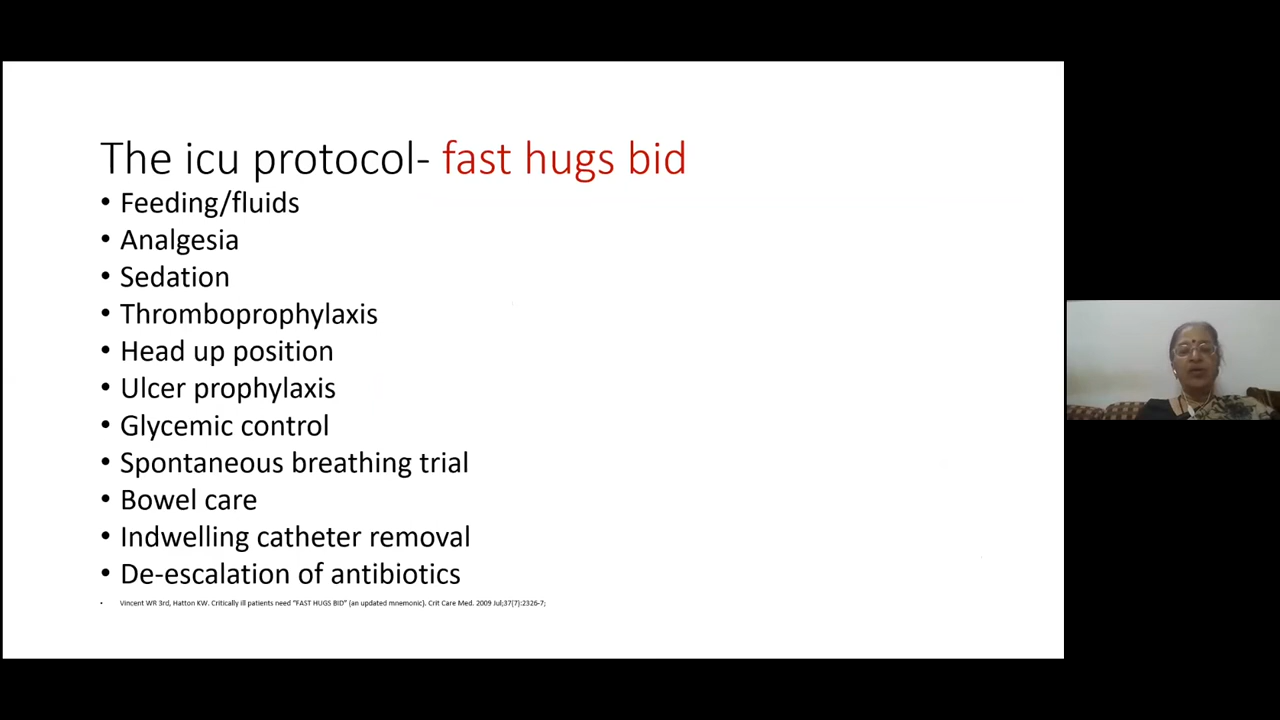 The icu protocol- fast hugs bid
• Feeding/fluids
• Analgesia
• Sedation
• Thromboprophylaxis
• Head up position
• Ulcer prophylaxis
• Glycemic control
• Spontaneous breathing trial
• Bowel care
• Indwelling catheter removal
• De-escalation of antibiotics
• Vincent WR 3rd, Hatton KW. Critically ill patients need "FAST HUGS BID" (an updated mnemonic). Crit Care Med. 2009 Jul;37(7):2326-7;